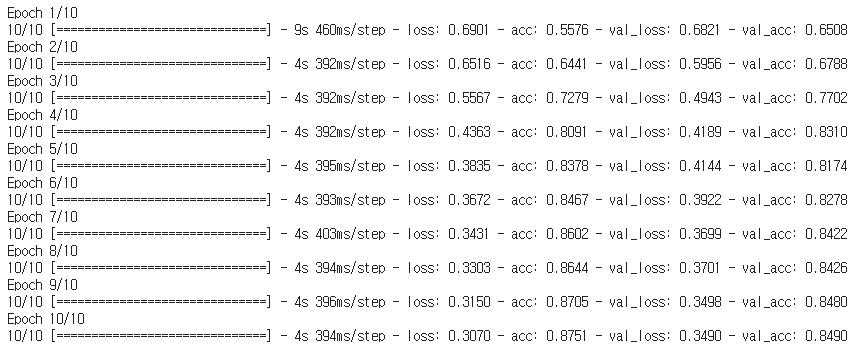 Epoch 1/10
10/10 [==============================] - 9s 460ms/step - loss: 0.6901 - acc: 0.5576 - val_loss: 0.6821 - val_acc: 0.6508
Epoch 2/10
10/10 [==============================] - 4s 392ms/step - loss: 0.6516 - acc: 0.6441 - val_loss: 0.5956 - val_acc: 0.6788
Epoch 3/10
10/10 [==============================] - 4s 392ms/step - loss: 0.5567 - acc: 0.7279 - val_loss: 0.4943 - val_acc: 0.7702
Epoch 4/10
10/10 [==============================] - 4s 392ms/step - loss: 0.4363 - acc: 0.8091 - val_loss: 0.4189 - val_acc: 0.8310
Epoch 5/10
10/10 [==============================] - 4s 395ms/step - loss: 0.3835 - acc: 0.8378 - val_loss: 0.4144 - val_acc: 0.8174
Epoch 6/10
10/10 [==============================] - 4s 393ms/step - loss: 0.3672 - acc: 0.8467 - val_loss: 0.3922 - val_acc: 0.8278
Epoch 7/10
10/10 [==============================] - 4s 403ms/step - loss: 0.3431 - acc: 0.8602 - val_loss: 0.3699 - val_acc: 0.8422
Epoch 8/10
10/10 [==============================] - 4s 394ms/step - loss: 0.3303 - acc: 0.8644 - val_loss: 0.3701 - val_acc: 0.8426
Epoch 9/10
10/10 [==============================] - 4s 396ms/step - loss: 0.3150 - acc: 0.8705 - val_loss: 0.3498 - val_acc: 0.8480
Epoch 10/10
10/10 [==============================] - 4s 394ms/step - loss: 0.3070 - acc: 0.8751 - val_loss: 0.3490 - val_acc: 0.8490